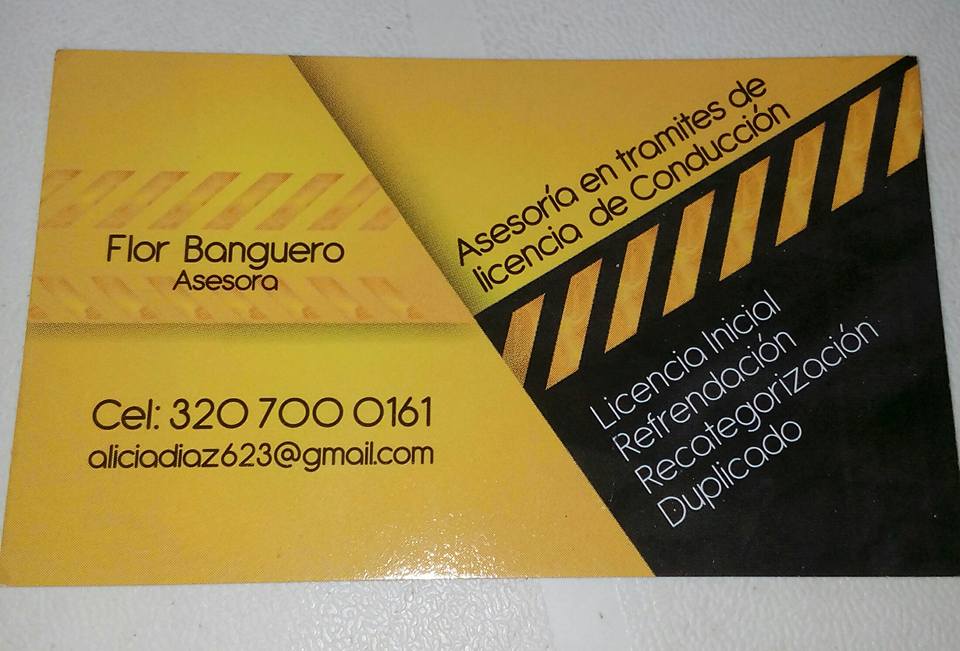 Flor Banguero
Asesora
Cel: 320 700 0161
aliciadiaz623@gmail.com
Asesoría en tramites de
licencia de Conducción
Licencia Inicial
Refrendación
Recategorización
Duplicado